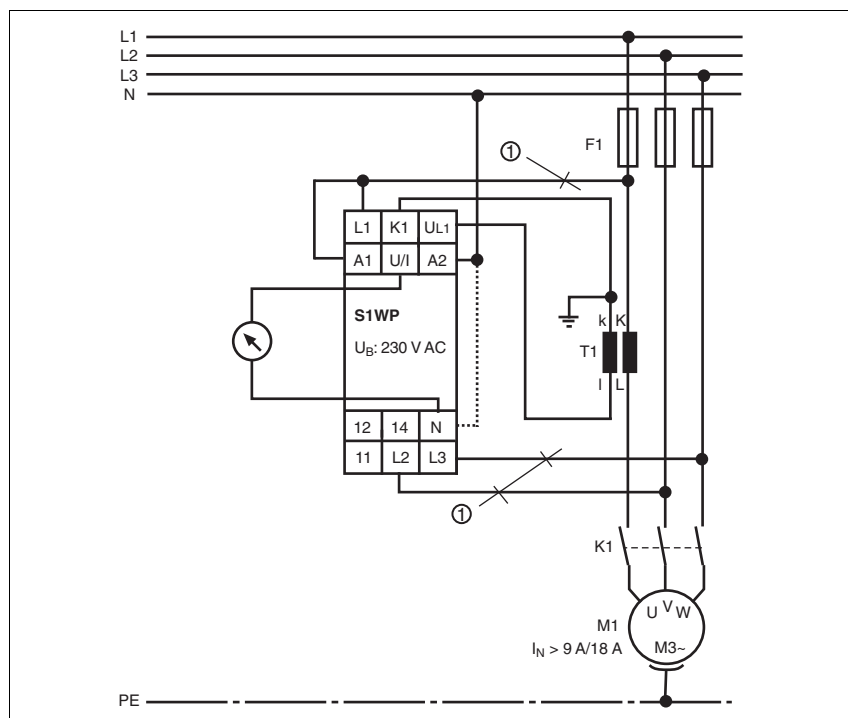 L1
L2
L3
N
F1
①
L1 K1 UL1
A1 U/I A2
S1WP
UB: 230 V AC
k K
T1
l L
12 14 N
11 L2 L3
①
K1
U V W
M1
IN > 9 A/18 A
M3~
PE